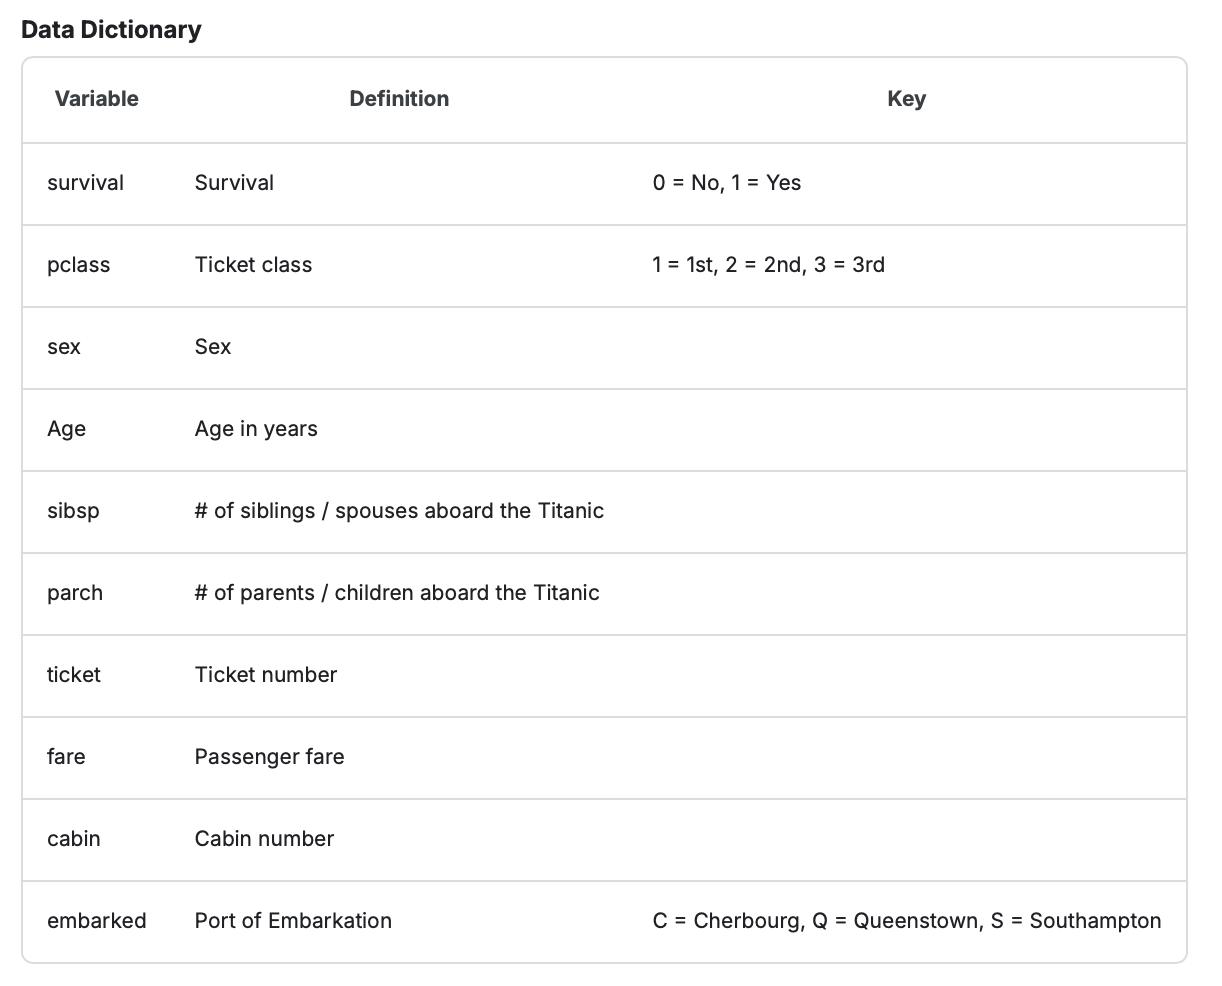 Data Dictionary
Variable Definition Key
survival Survival 0 = No, 1 = Yes
pclass Ticket class 1 = 1st, 2 = 2nd, 3 = 3rd
sex Sex
Age Age in years
sibsp # of siblings / spouses aboard the Titanic
parch # of parents / children aboard the Titanic
ticket Ticket number
fare Passenger fare
cabin Cabin number
embarked Port of Embarkation C = Cherbourg, Q = Queenstown, S = Southampton